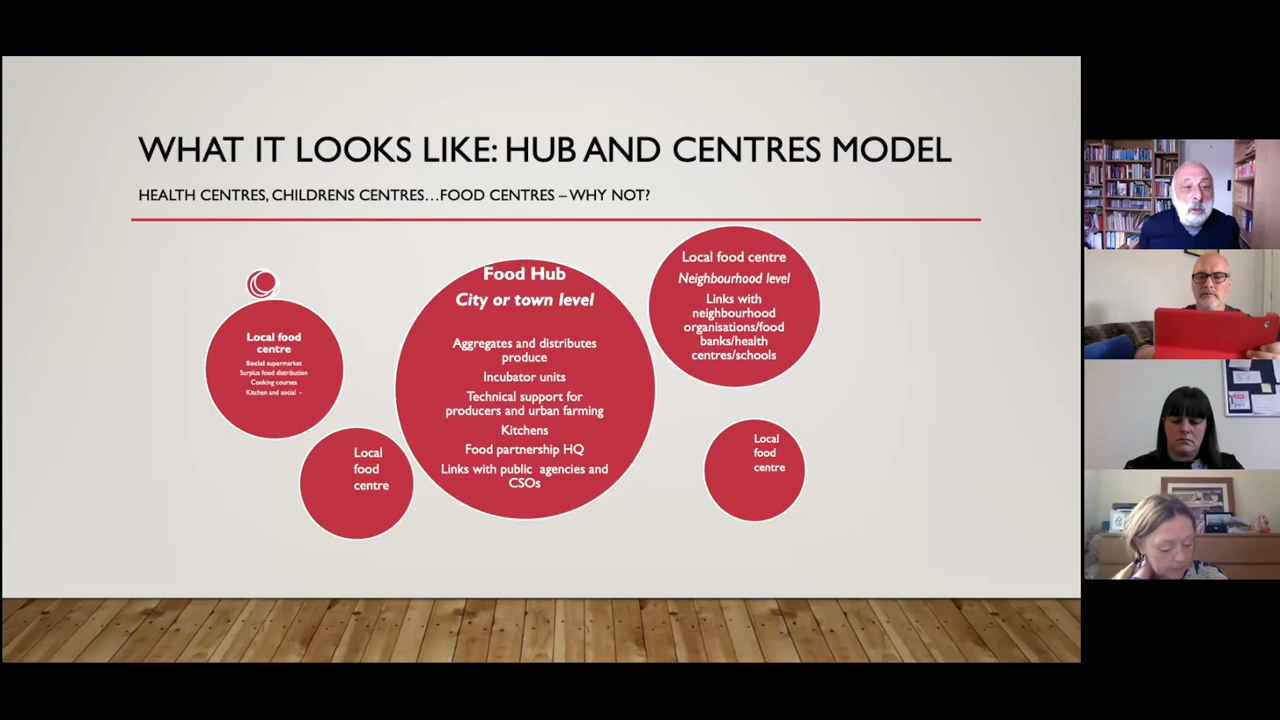 WHAT IT LOOKS LIKE: HUB AND CENTRES MODEL
HEALTH CENTRES, CHILDRENS CENTRES...FOOD CENTRES – WHY NOT?
Local food
centre
Social supermarket
Surplus food distribution
Cooking courses
Kitchen and social -
Local
food
centre
Food Hub
City or town level
Aggregates and distributes
produce
Incubator units
Technical support for
producers and urban farming
Kitchens
Food partnership HQ
Links with public agencies and
CSOs
Local food centre
Neighbourhood level
Links with
neighbourhood
organisations/food
banks/health
centres/schools
Local
food
centre